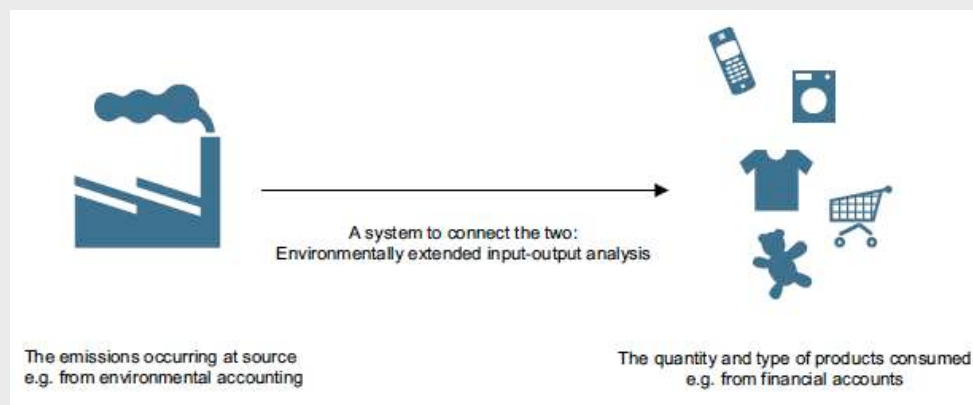 A system to connect the two:
Environmentally extended input-output analysis
The emissions occurring at source
e.g. from environmental accounting
The quantity and type of products consumed
e.g. from financial accounts